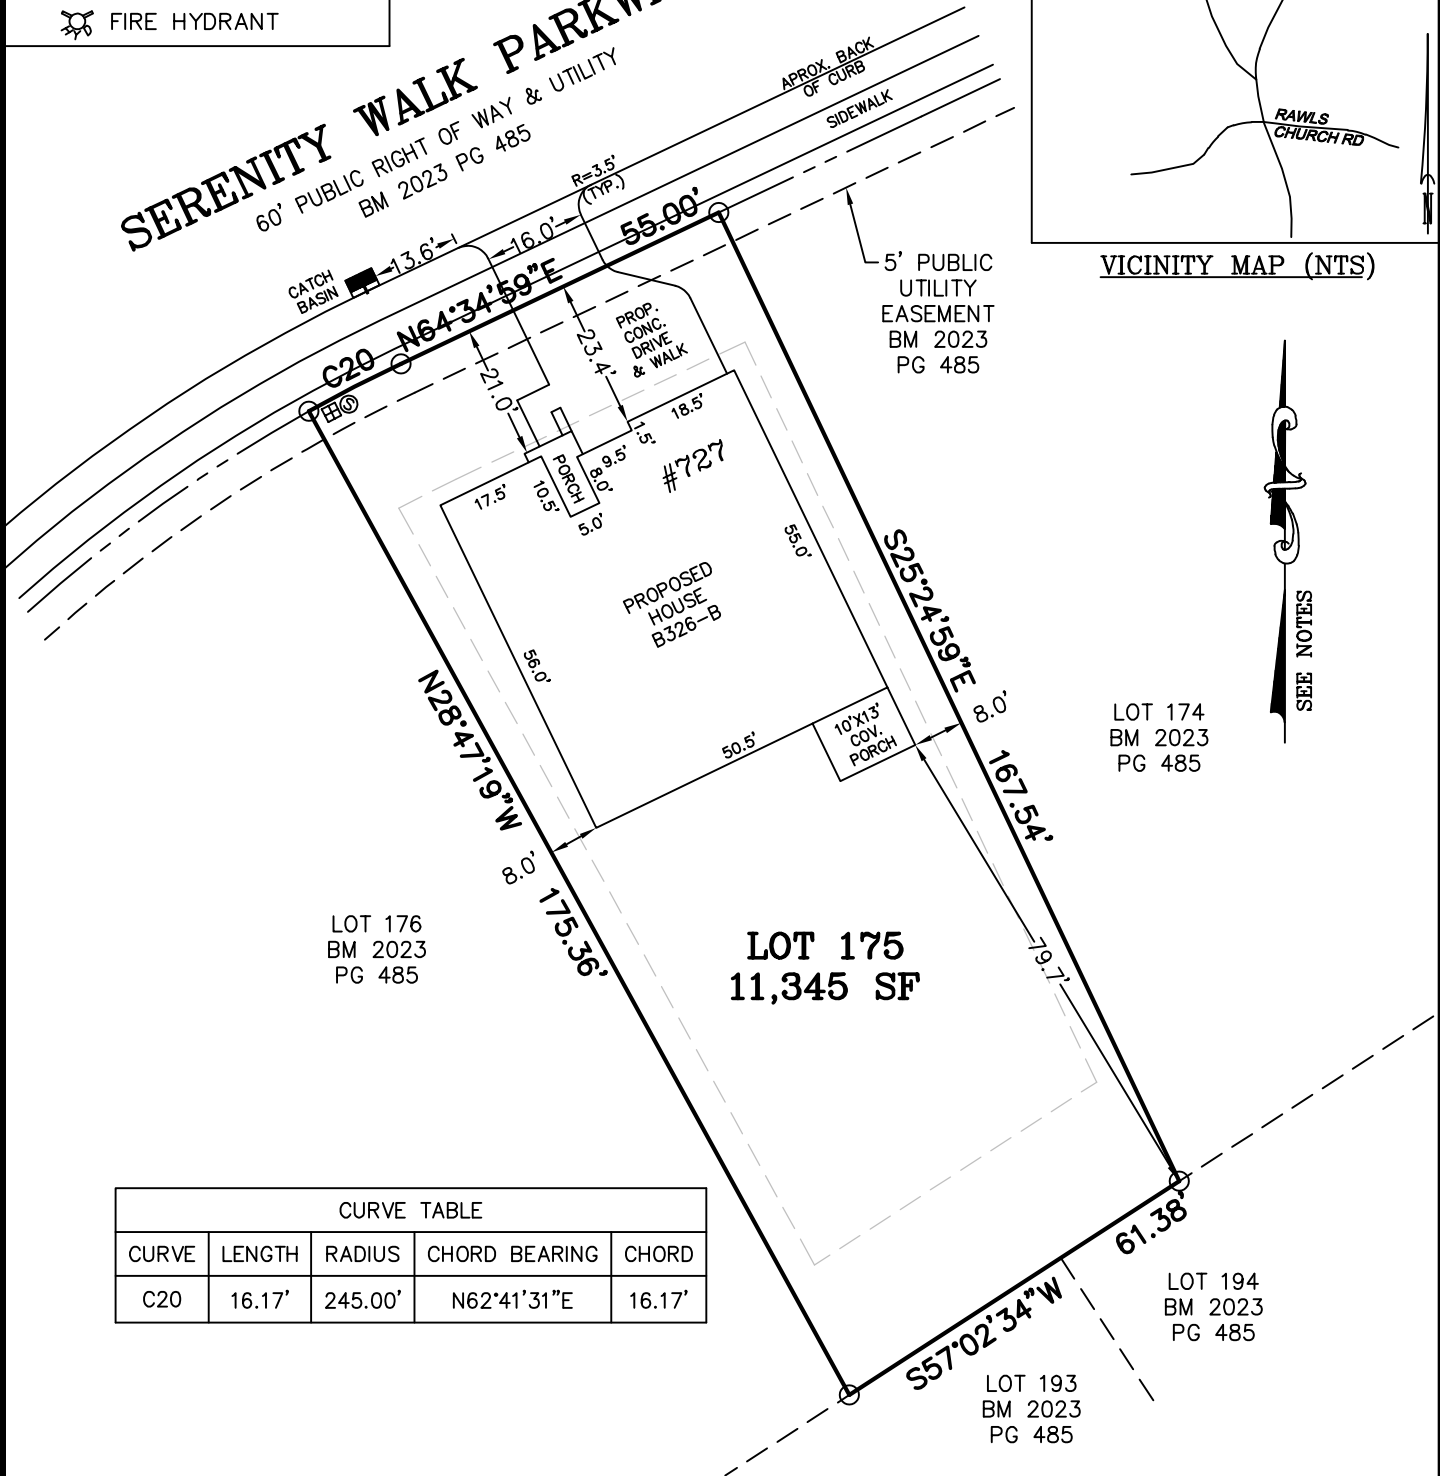 FIRE HYDRANT
SERENITY WALK PARKW
60' PUBLIC RIGHT OF WAY & UTILITY
BM 2023 PG 485
APROX. BACK
OF CURB
SIDEWALK
RAWLS
CHURCH RD
N
VICINITY MAP (NTS)
R=3.5'
(TYP.)
13.6'
16.0'
55.00'
CATCH
BASIN
C20
N64°34'59"E
S
5' PUBLIC
UTILITY
EASEMENT
BM 2023
PG 485
PROP.
CONC.
DRIVE
& WALK
23.4'
21.0'
18.5'
1.5'
9.5'
8.0'
PORCH
10.5'
5.0'
17.5'
#727
55.0'
PROPOSED
HOUSE
B326-B
56.0'
50.5'
10'X13'
COV.
PORCH
S25°24'59"E
8.0'
167.54'
SEE NOTES
LOT 174
BM 2023
PG 485
N28°47'19"W
8.0'
175.36'
LOT 176
BM 2023
PG 485
LOT 175
11,345 SF
79.7'
61.38'
S57°02'34"W
LOT 194
BM 2023
PG 485
LOT 193
BM 2023
PG 485
CURVE TABLE
CURVE LENGTH RADIUS CHORD BEARING CHORD
C20 16.17' 245.00' N62°41'31"E 16.17'